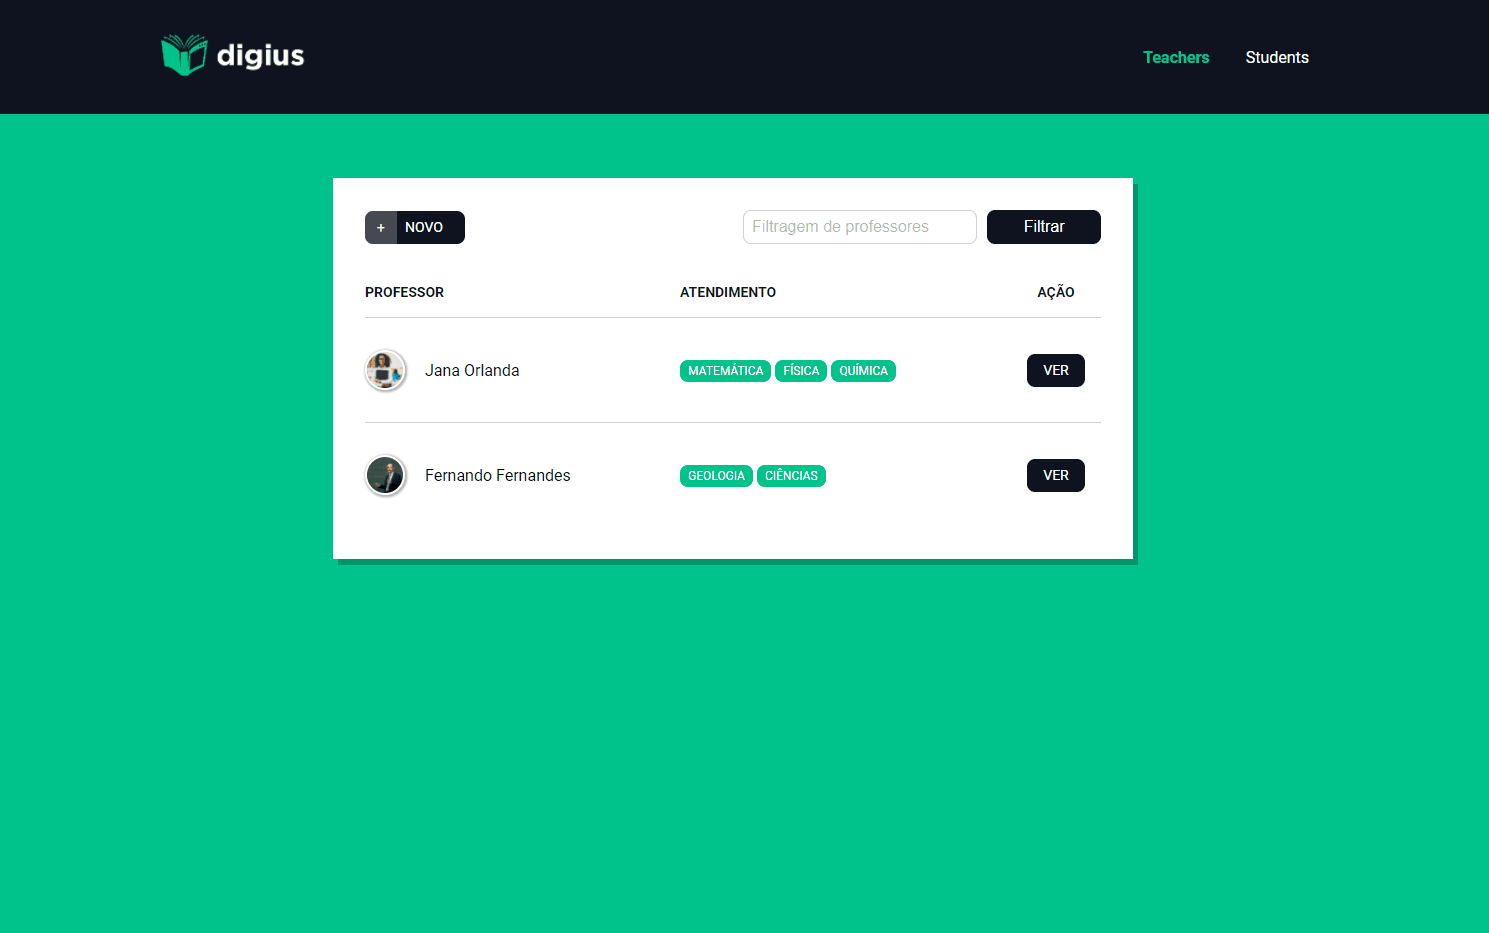 digius
Teachers Students
+ NOVO Filtragem de professores Filtrar
PROFESSOR ATENDIMENTO AÇÃO
Jana Orlanda MATEMÁTICA FÍSICA QUÍMICA VER
Fernando Fernandes GEOLOGIA CIÊNCIAS VER